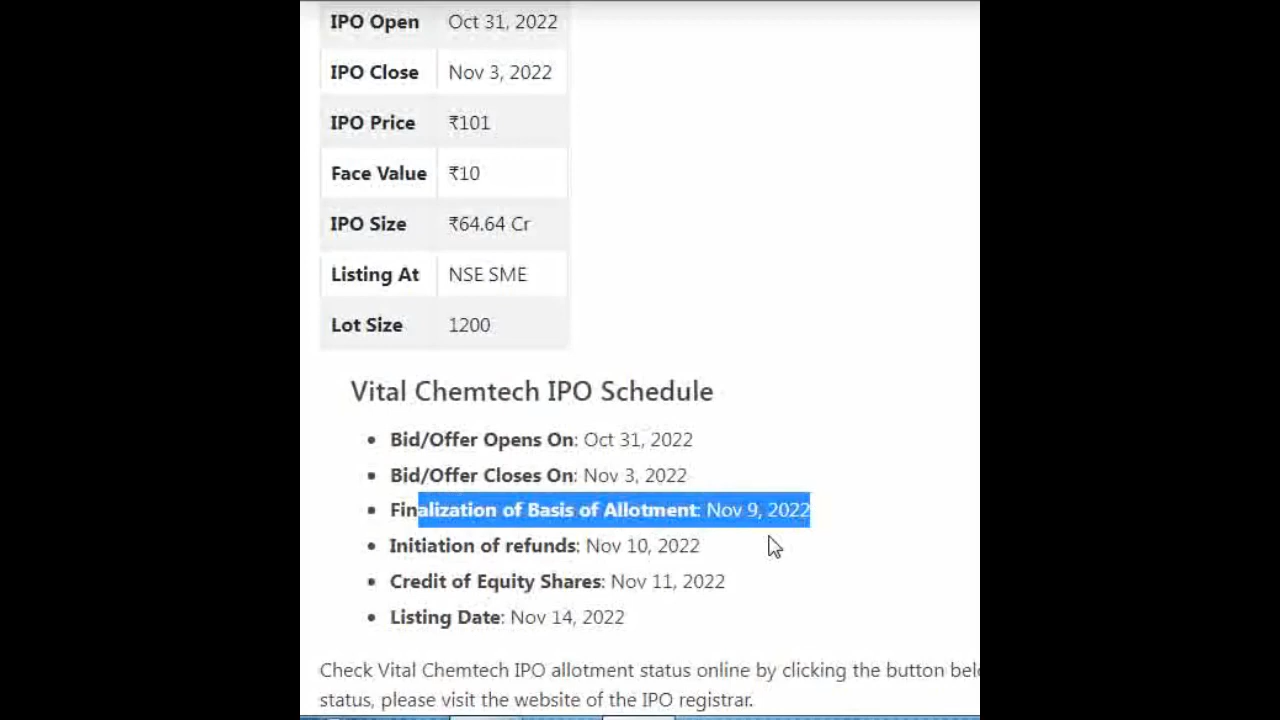 IPO Open Oct 31, 2022
IPO Close Nov 3, 2022
IPO Price ₹101
Face Value ₹10
IPO Size ₹64.64 Cr
Listing At NSE SME
Lot Size 1200
Vital Chemtech IPO Schedule
• Bid/Offer Opens On: Oct 31, 2022
• Bid/Offer Closes On: Nov 3, 2022
• Finalization of Basis of Allotment: Nov 9, 2022
• Initiation of refunds: Nov 10, 2022
• Credit of Equity Shares: Nov 11, 2022
• Listing Date: Nov 14, 2022
Check Vital Chemtech IPO allotment status online by clicking the button
status, please visit the website of the IPO registrar.